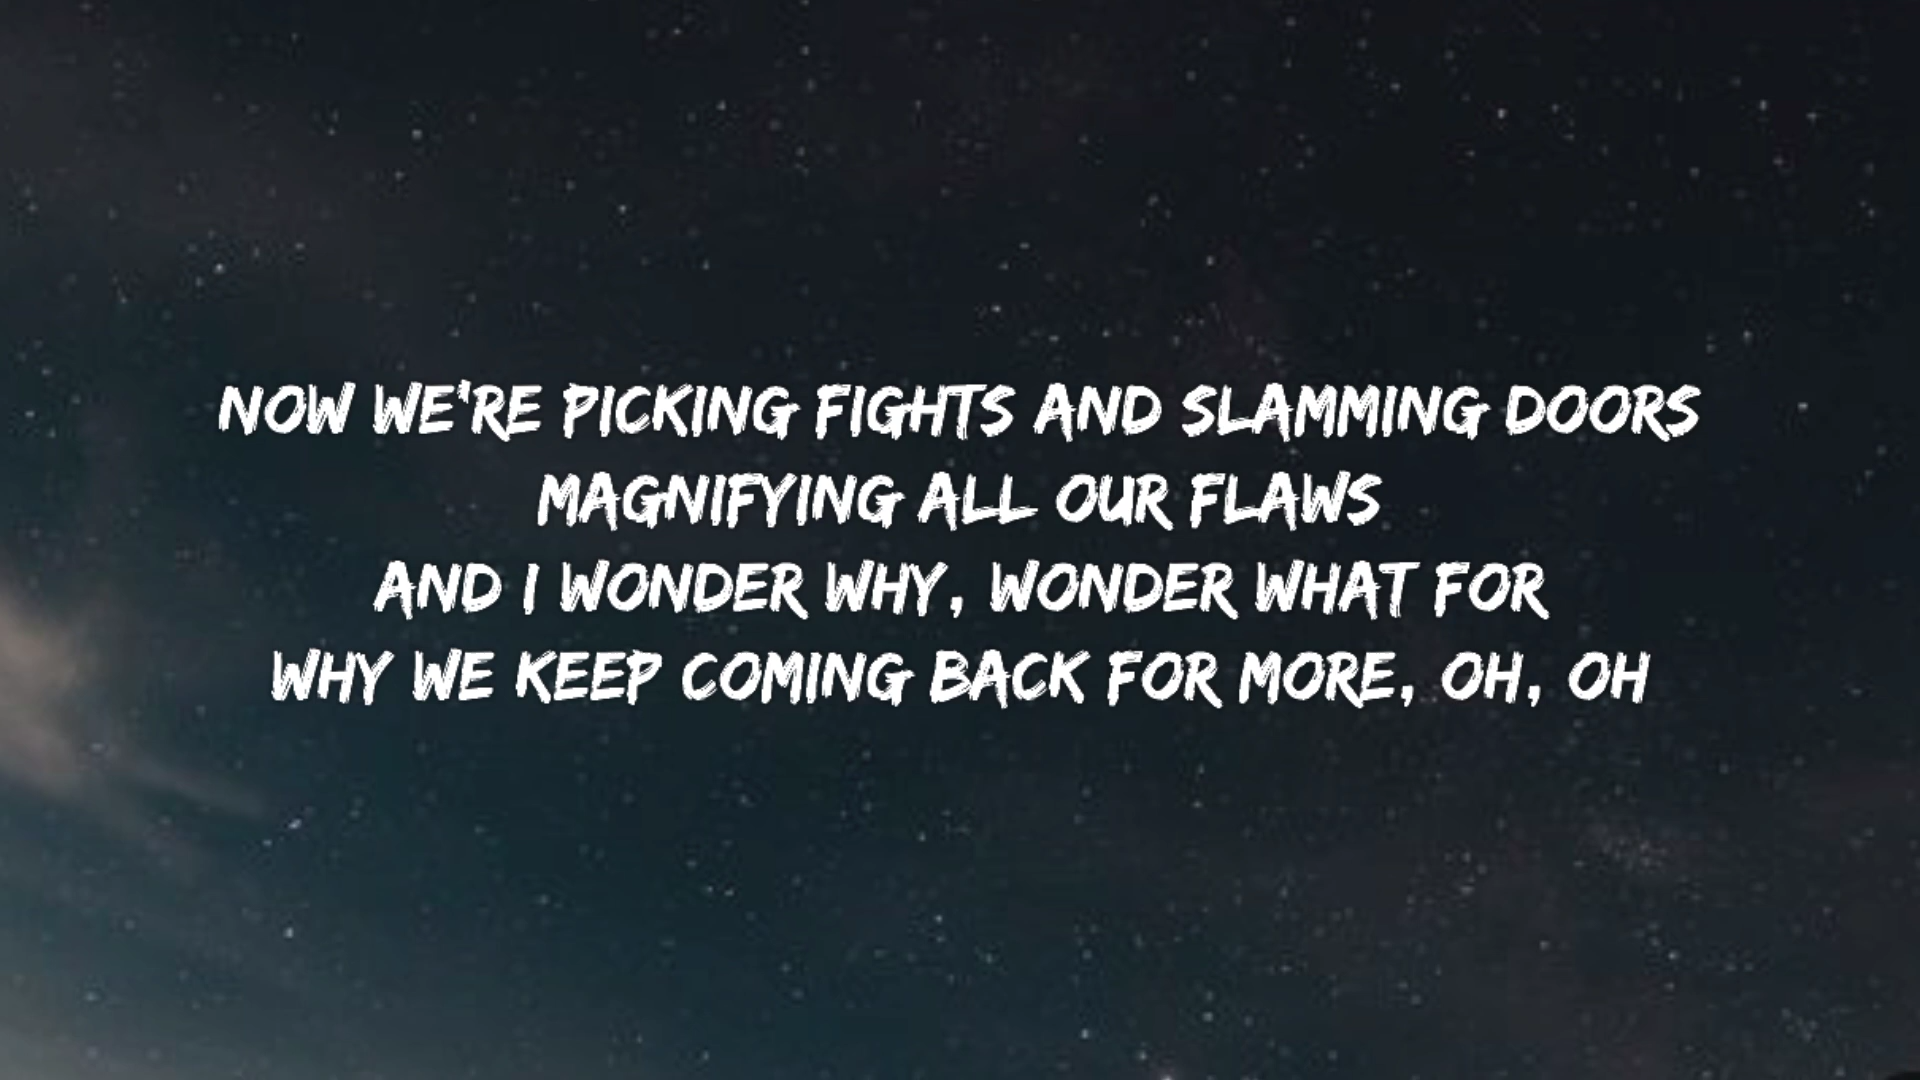 NOW WE'RE PICKING FIGHTS AND SLAMMING DOORS
MAGNIFYING ALL OUR FLAWS
AND I WONDER WHY, WONDER WHAT FOR
WHY WE KEEP COMING BACK FOR MORE, OH, OH